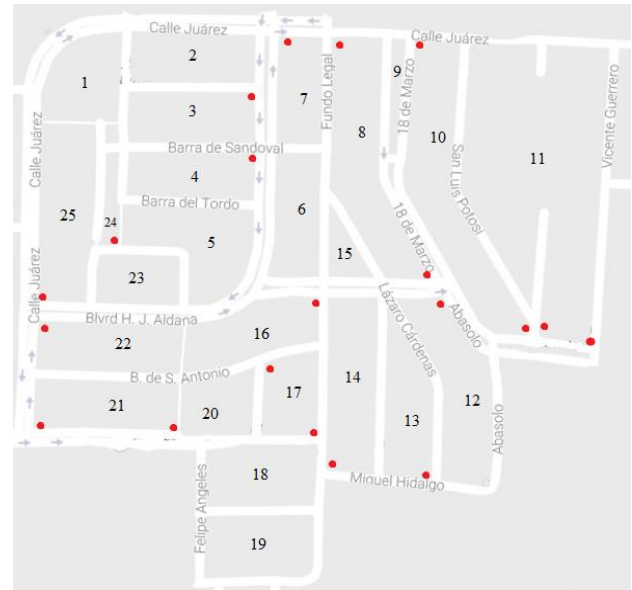 Calle Juárez
Calle Juárez
2
9
1
7
Fundo Legal
18 de Marzo
3
8
10
Vicente Guerrero
11
Calle Juárez
Barra de Sandoval
San Luis Potosí
4
6
Barra del Tordo
25
24
5
18 de Marzo
15
23
Calle Juárez
Blvrd H. J. Aldana
16
Lázaro Cárdenas
Abasolo
22
B. de S. Antonio
14
17
12
21
20
13
Abasolo
18
Miguel Hidalgo
Felipe Angeles
19